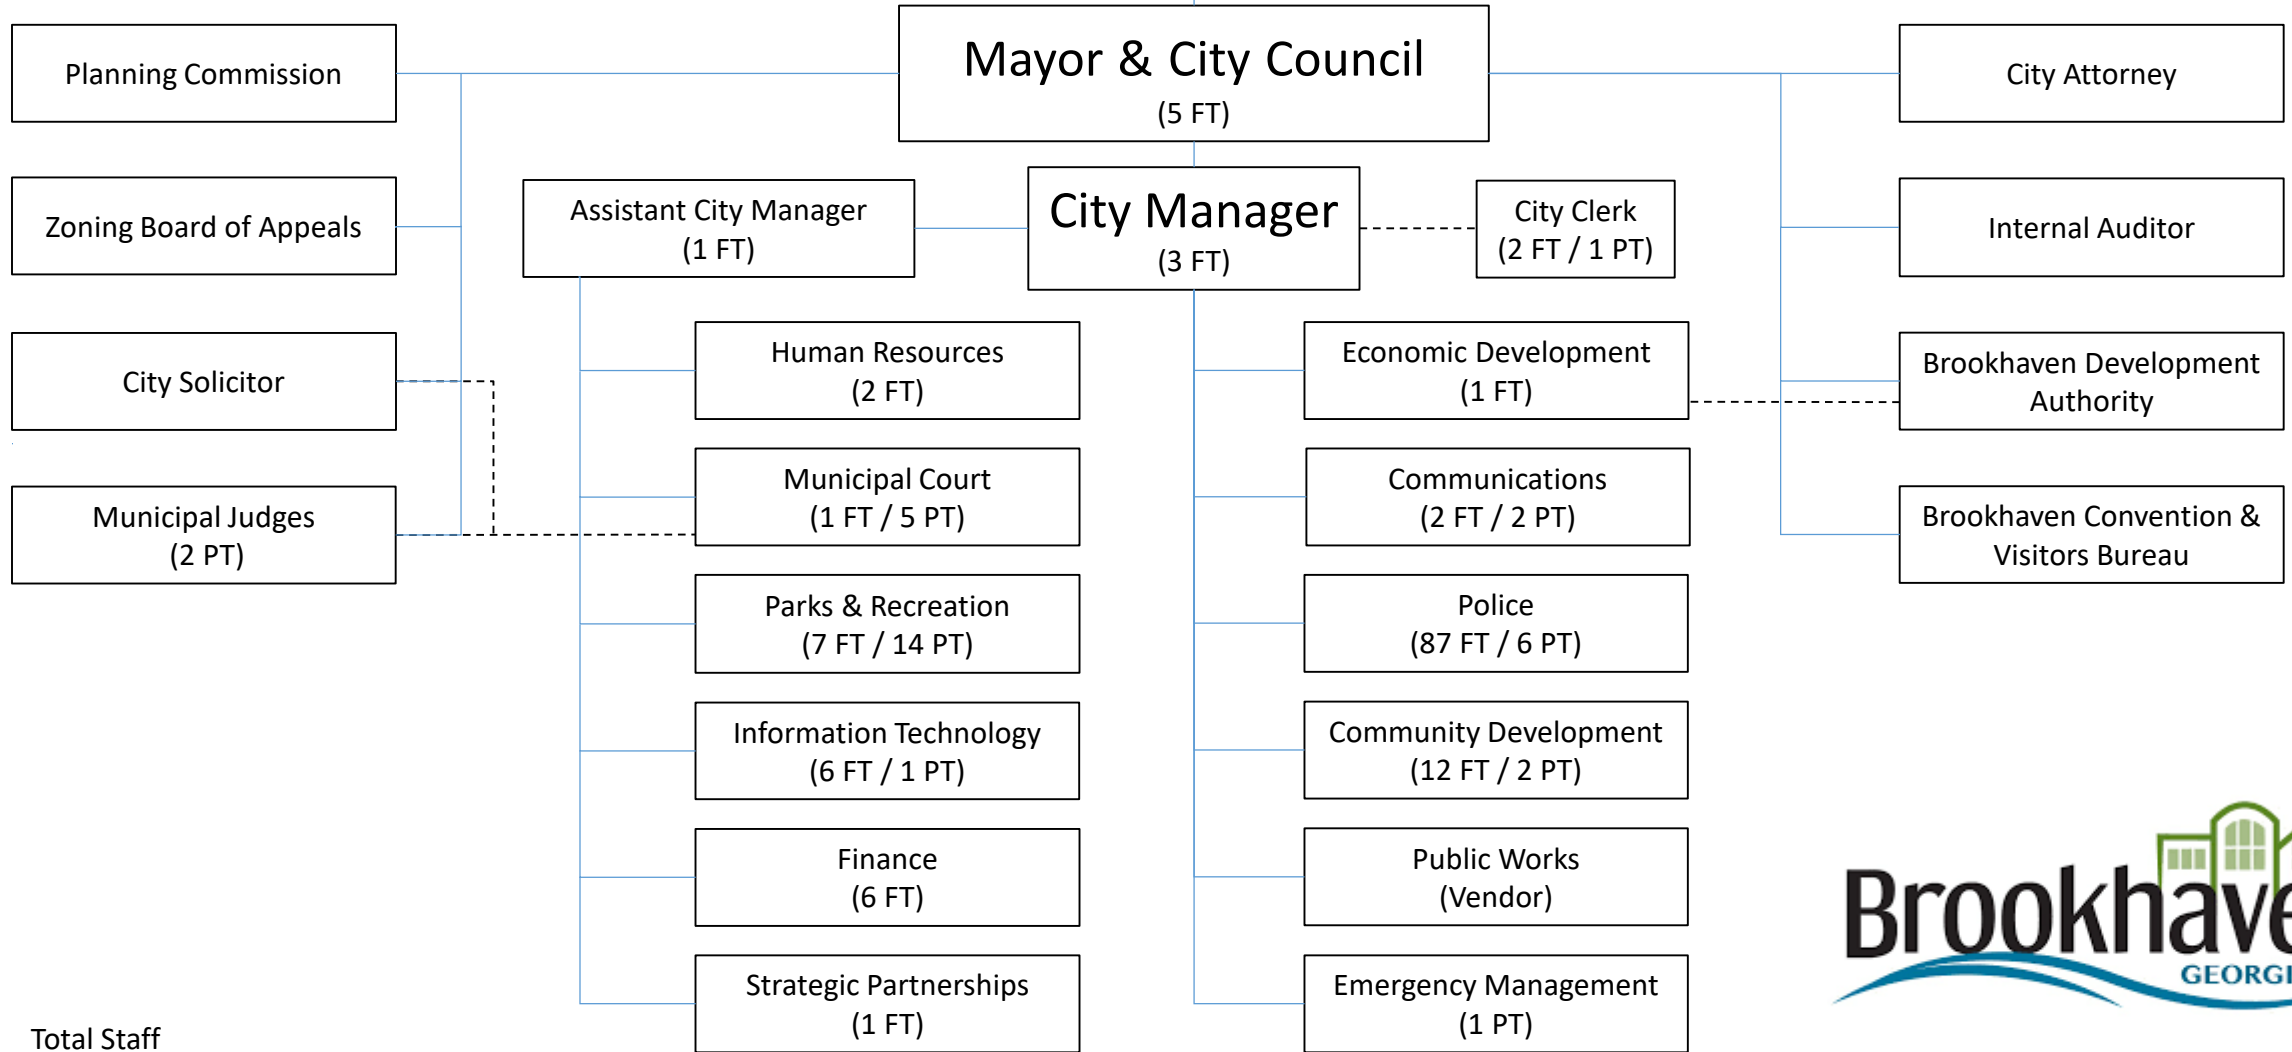 Mayor & City Council
(5 FT)
Planning Commission
City Attorney
City Manager
(3 FT)
Assistant City Manager
(1 FT)
City Clerk
(2 FT / 1 PT)
Zoning Board of Appeals
Internal Auditor
City Solicitor
Human Resources
(2 FT)
Economic Development
(1 FT)
Brookhaven Development
Authority
Municipal Judges
(2 PT)
Municipal Court
(1 FT / 5 PT)
Communications
(2 FT / 2 PT)
Brookhaven Convention &
Visitors Bureau
Parks & Recreation
(7 FT / 14 PT)
Police
(87 FT / 6 PT)
Information Technology
(6 FT / 1 PT)
Community Development
(12 FT / 2 PT)
Finance
(6 FT)
Public Works
(Vendor)
Strategic Partnerships
(1 FT)
Emergency Management
(1 PT)
Brookhave
GEORGI
Total Staff